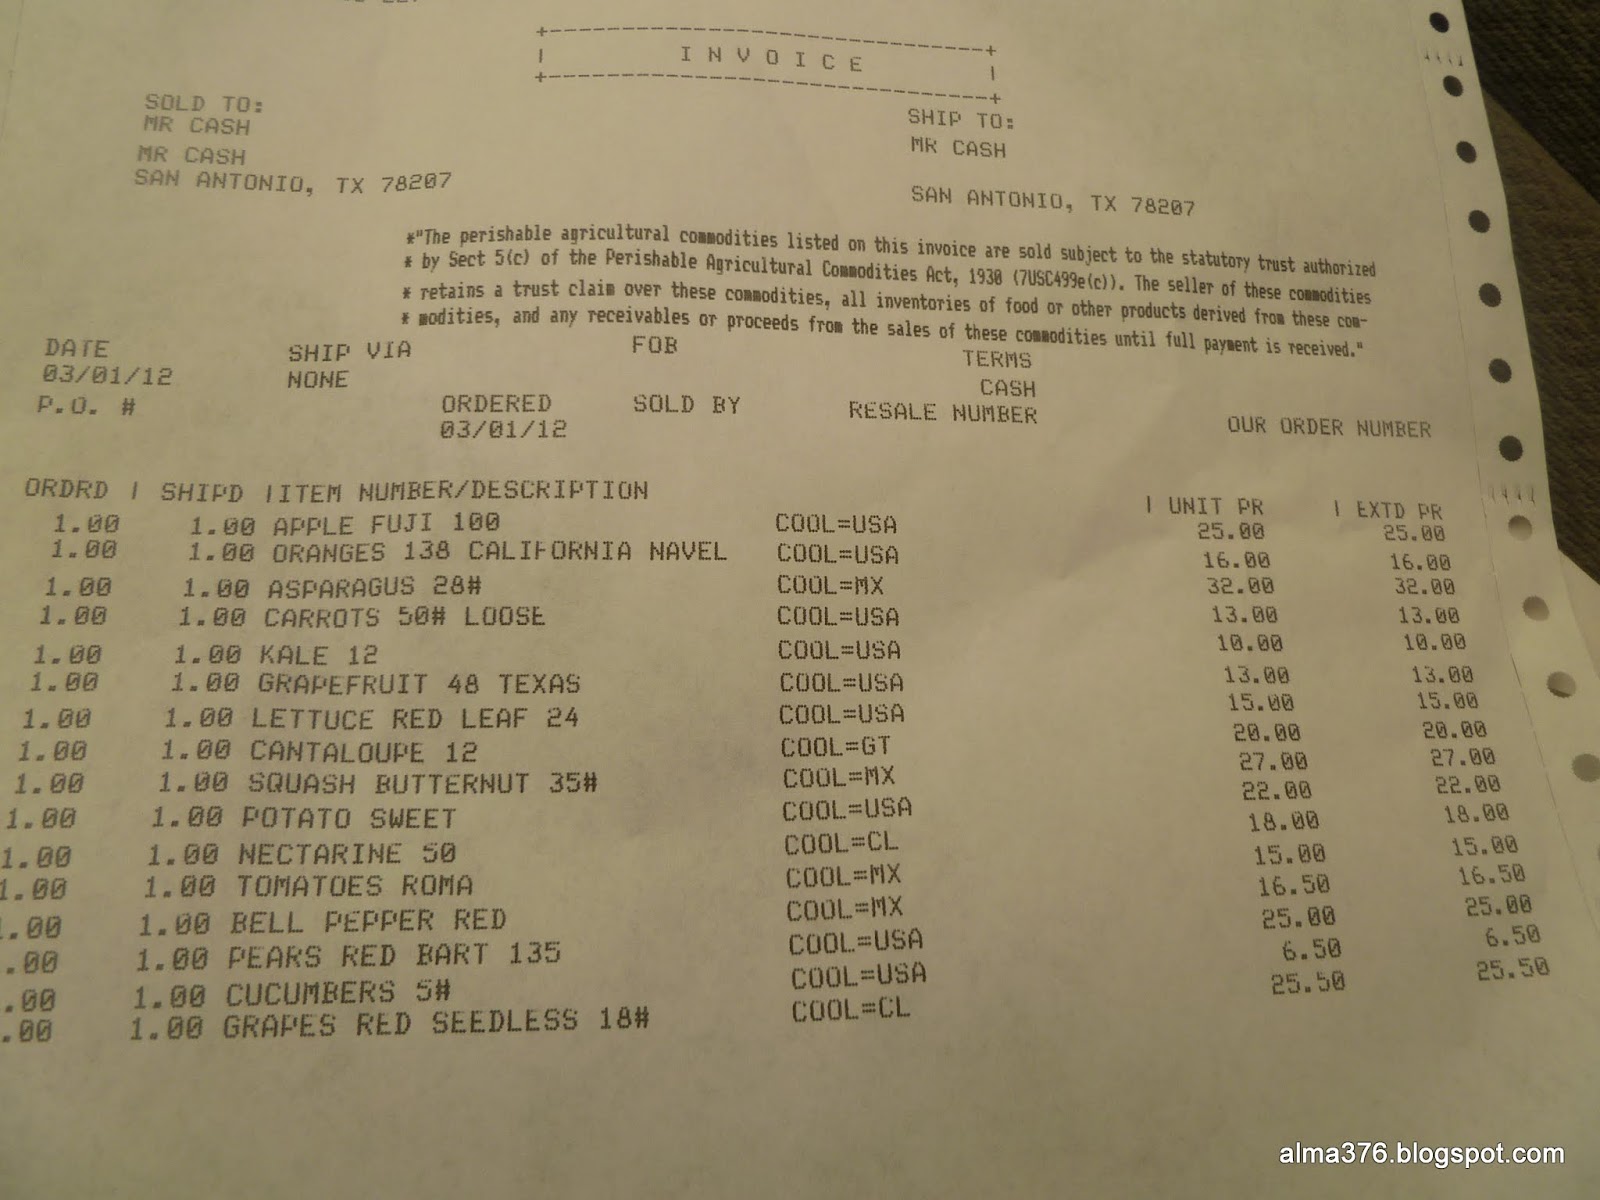 I N V O I C E
SOLD TO:
MR CASH
MR CASH
SAN ANTONIO, TX 78207
SHIP TO:
MR CASH
SAN ANTONIO, TX 78207
*"The perishable agricultural commodities listed on this invoice are sold subject to the statutory trust authorized
* by Sect 5(c) of the Perishable Agricultural Commodities Act, 1930 (7USC499e(c)). The seller of these commodities
* retains a trust claim over these commodities, all inventories of food or other products derived from these com-
* modities, and any receivables or proceeds from the sales of these commodities until full payment is received."
DATE SHIP VIA FOB TERMS
03/01/12 NONE CASH
P.O. # ORDERED SOLD BY RESALE NUMBER OUR ORDER NUMBER
03/01/12
ORDRD | SHIPD |ITEM NUMBER/DESCRIPTION | UNIT PR | EXTD PR
1.00 1.00 APPLE FUJI 100 COOL=USA 25.00 25.00
1.00 1.00 ORANGES 138 CALIFORNIA NAVEL COOL=USA 16.00 16.00
1.00 1.00 ASPARAGUS 28# COOL=MX 32.00 32.00
1.00 1.00 CARROTS 50# LOOSE COOL=USA 13.00 13.00
1.00 1.00 KALE 12 COOL=USA 10.00 10.00
1.00 1.00 GRAPEFRUIT 48 TEXAS COOL=USA 13.00 13.00
1.00 1.00 LETTUCE RED LEAF 24 COOL=USA 15.00 15.00
1.00 1.00 CANTALOUPE 12 COOL=GT 20.00 20.00
1.00 1.00 SQUASH BUTTERNUT 35# COOL=MX 27.00 27.00
1.00 1.00 POTATO SWEET COOL=USA 22.00 22.00
1.00 1.00 NECTARINE 50 COOL=CL 18.00 18.00
1.00 1.00 TOMATOES ROMA COOL=MX 15.00 15.00
.00 1.00 BELL PEPPER RED COOL=MX 16.50 16.50
.00 1.00 PEARS RED BART 135 COOL=USA 25.00 25.00
.00 1.00 CUCUMBERS 5# COOL=USA 6.50 6.50
.00 1.00 GRAPES RED SEEDLESS 18# COOL=CL 25.50 25.50
alma376.blogspot.com